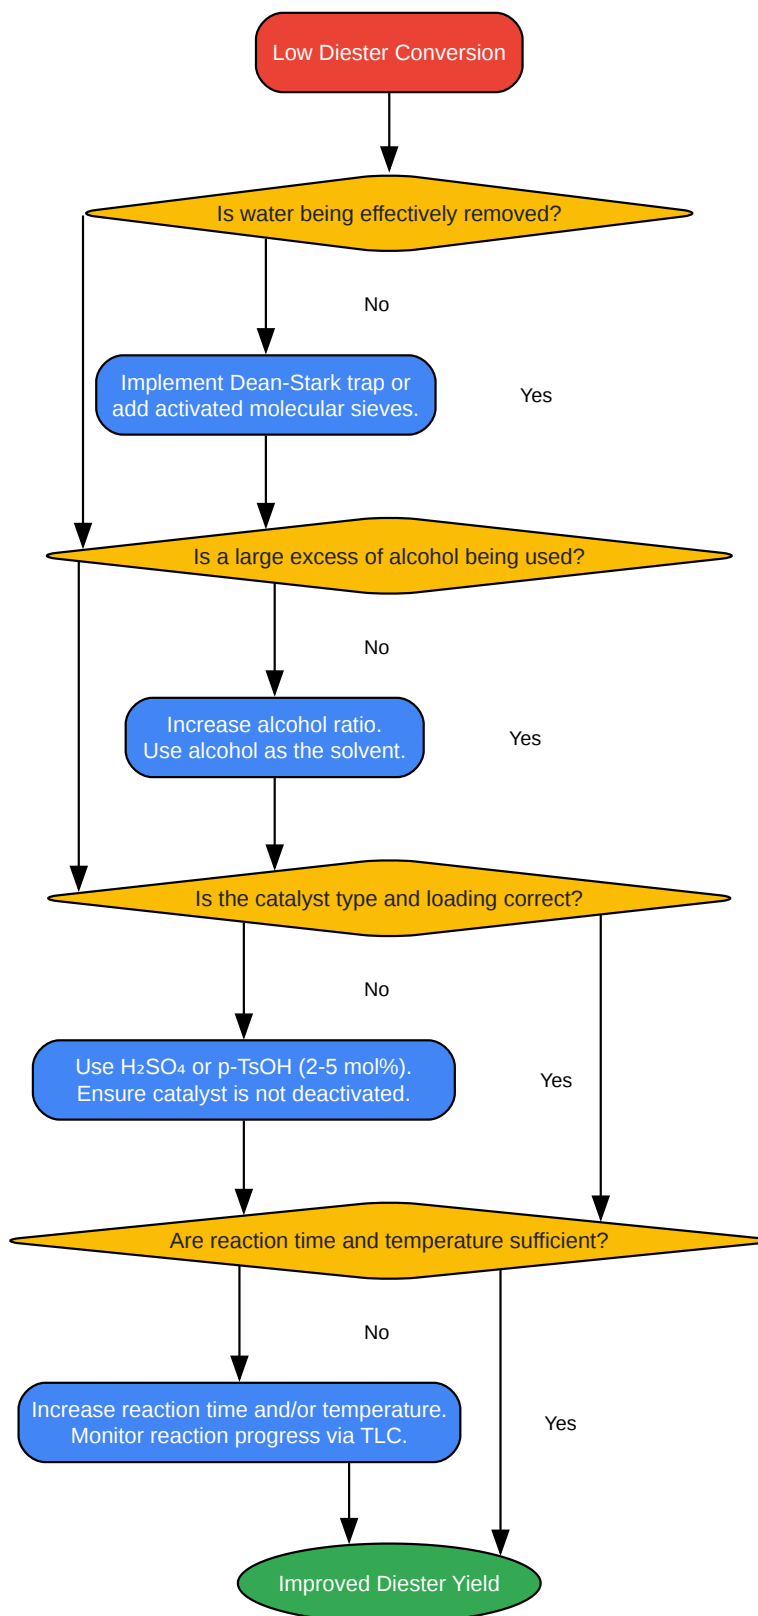 Low Diester Conversion
Is water being effectively removed?
No
Implement Dean-Stark trap or
add activated molecular sieves.
Yes
Is a large excess of alcohol being used?
No
Increase alcohol ratio.
Use alcohol as the solvent.
Yes
Is the catalyst type and loading correct?
No
Use H₂SO₄ or p-TsOH (2-5 mol%).
Ensure catalyst is not deactivated.
Yes
Are reaction time and temperature sufficient?
No
Increase reaction time and/or temperature.
Monitor reaction progress via TLC.
Yes
Improved Diester Yield